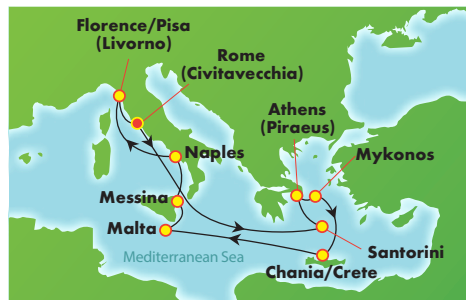 Florence/Pisa
(Livorno)
Rome
(Civitavecchia)
Athens
(Piraeus)
Mykonos
Naples
Messina
Malta
Santorini
Mediterranean Sea
Chania/Crete